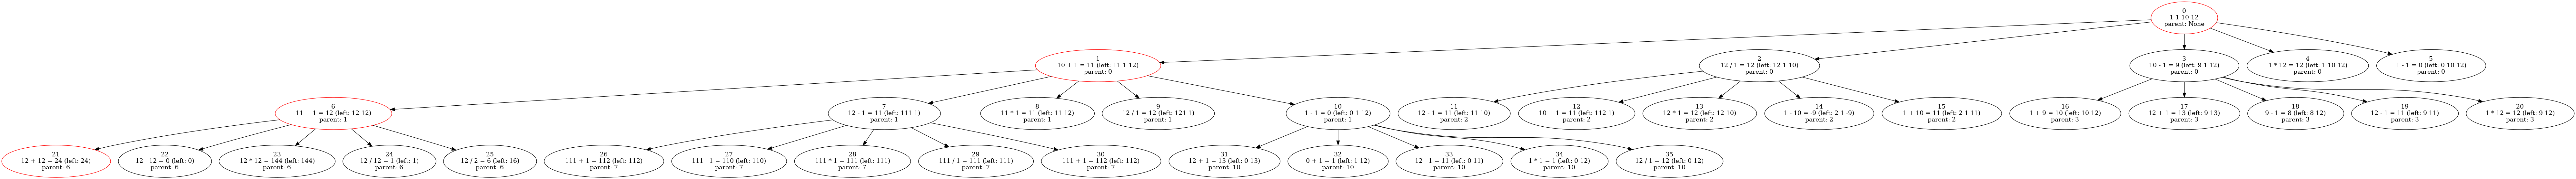 0
1 1 10 12
parent: None
1
10 + 1 = 11 (left: 11 1 12)
parent: 0
2
12 / 1 = 12 (left: 12 1 10)
parent: 0
3
10 - 1 = 9 (left: 9 1 12)
parent: 0
4
1 * 12 = 12 (left: 1 10 12)
parent: 0
5
1 - 1 = 0 (left: 0 10 12)
parent: 0
6
11 + 1 = 12 (left: 12 12)
parent: 1
7
12 - 1 = 11 (left: 111 1)
parent: 1
8
11 * 1 = 11 (left: 11 12)
parent: 1
9
12 / 1 = 12 (left: 121 1)
parent: 1
10
1 - 1 = 0 (left: 0 1 12)
parent: 1
11
12 - 1 = 11 (left: 11 10)
parent: 2
12
10 + 1 = 11 (left: 112 1)
parent: 2
13
12 * 1 = 12 (left: 12 10)
parent: 2
14
1 - 10 = -9 (left: 2 1 -9)
parent: 2
15
1 + 10 = 11 (left: 2 1 11)
parent: 2
16
1 + 9 = 10 (left: 10 12)
parent: 3
17
12 + 1 = 13 (left: 9 13)
parent: 3
18
9 - 1 = 8 (left: 8 12)
parent: 3
19
12 - 1 = 11 (left: 9 11)
parent: 3
20
1 * 12 = 12 (left: 9 12)
parent: 3
21
12 + 12 = 24 (left: 24)
parent: 6
22
12 - 12 = 0 (left: 0)
parent: 6
23
12 * 12 = 144 (left: 144)
parent: 6
24
12 / 12 = 1 (left: 1)
parent: 6
25
12 / 2 = 6 (left: 16)
parent: 6
26
111 + 1 = 112 (left: 112)
parent: 7
27
111 - 1 = 110 (left: 110)
parent: 7
28
111 * 1 = 111 (left: 111)
parent: 7
29
111 / 1 = 111 (left: 111)
parent: 7
30
111 + 1 = 112 (left: 112)
parent: 7
31
12 + 1 = 13 (left: 0 13)
parent: 10
32
0 + 1 = 1 (left: 1 12)
parent: 10
33
12 - 1 = 11 (left: 0 11)
parent: 10
34
1 * 1 = 1 (left: 0 12)
parent: 10
35
12 / 1 = 12 (left: 0 12)
parent: 10